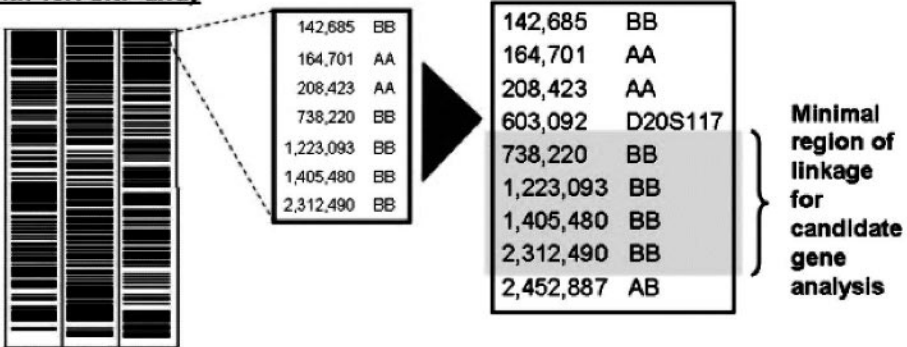 142,685 BB
164,701 AA
208,423 AA
738,220 BB
1,223,093 BB
1,405,480 BB
2,312,490 BB
142,685 BB
164,701 AA
208,423 AA
603,092 D20S117
738,220 BB
1,223,093 BB
1,405,480 BB
2,312,490 BB
2,452,887 AB
Minimal
region of
linkage
for
candidate
gene
analysis